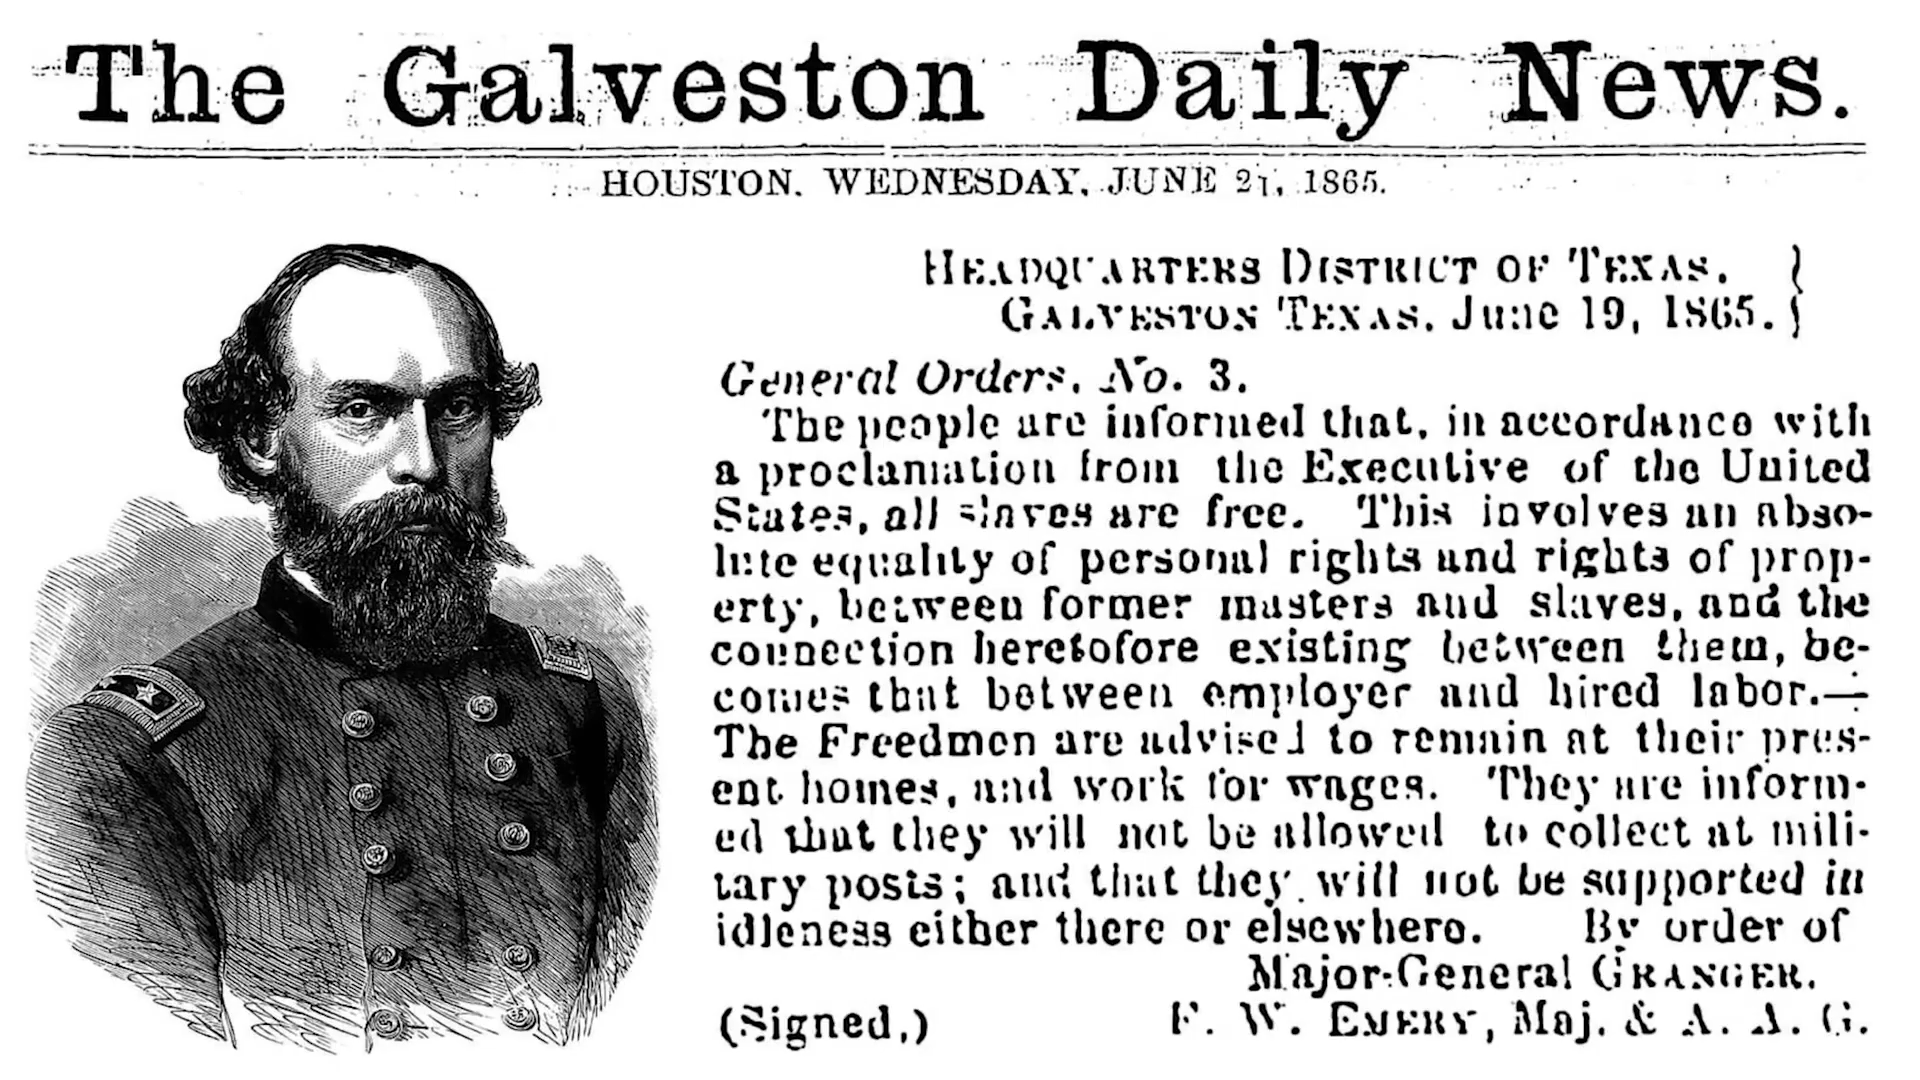 The Galveston Daily News.
HOUSTON, WEDNESDAY, JUNE 21, 1865.
HEADQUARTERS DISTRICT OF TEXAS, }
GALVESTON TEXAS, June 19, 1865. }
General Orders, No. 3.
The people are informed that, in accordance with
a proclamation from the Executive of the United
States, all slaves are free. This involves an abso-
lute equality of personal rights and rights of prop-
erty, between former masters and slaves, and the
connection heretofore existing between them, be-
comes that between employer and hired labor.—
The Freedmen are advised to remain at their pres-
ent homes, and work for wages. They are inform-
ed that they will not be allowed to collect at mili-
tary posts; and that they will not be supported in
idleness either there or elsewhere. By order of
Major-General GRANGER.
(Signed,) F. W. EMERY, Maj. & A. A. G.